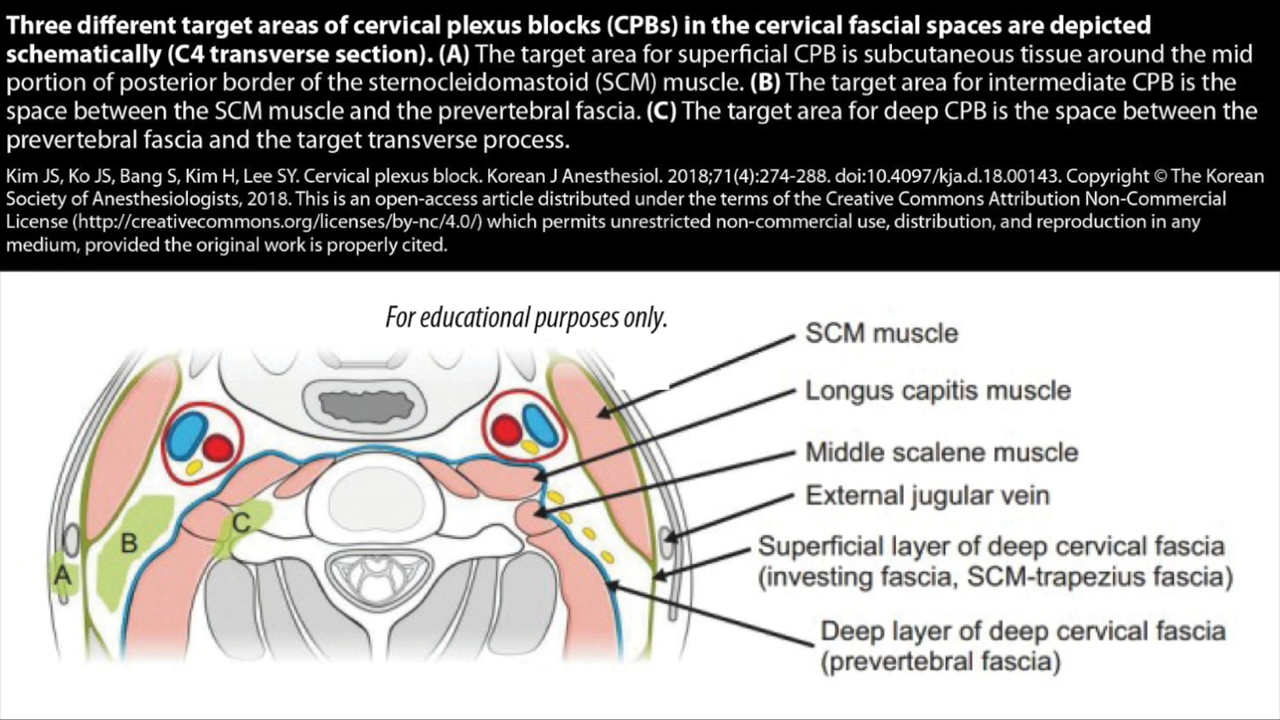 Three different target areas of cervical plexus blocks (CPBs) in the cervical fascial spaces are depicted
schematically (C4 transverse section). (A) The target area for superficial CPB is subcutaneous tissue around the mid
portion of posterior border of the sternocleidomastoid (SCM) muscle. (B) The target area for intermediate CPB is the
space between the SCM muscle and the prevertebral fascia. (C) The target area for deep CPB is the space between the
prevertebral fascia and the target transverse process.
Kim JS, Ko JS, Bang S, Kim H, Lee SY. Cervical plexus block. Korean J Anesthesiol. 2018;71(4):274-288. doi:10.4097/kja.d.18.00143. Copyright © The Korean
Society of Anesthesiologists, 2018. This is an open-access article distributed under the terms of the Creative Commons Attribution Non-Commercial
License (http://creativecommons.org/licenses/by-nc/4.0/) which permits unrestricted non-commercial use, distribution, and reproduction in any
medium, provided the original work is properly cited.
For educational purposes only.
SCM muscle
Longus capitis muscle
Middle scalene muscle
External jugular vein
Superficial layer of deep cervical fascia
(investing fascia, SCM-trapezius fascia)
Deep layer of deep cervical fascia
(prevertebral fascia)
A
B
C